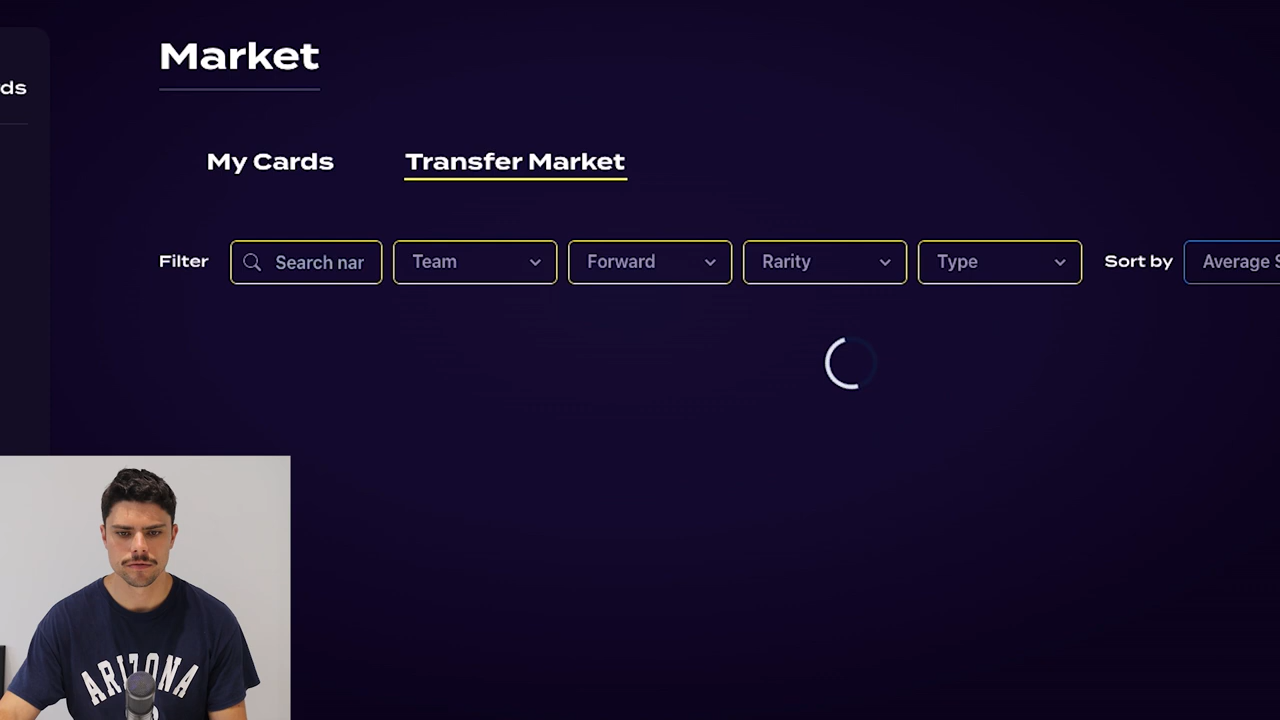 Market
ds
My Cards
Transfer Market
Filter
Search nar
Team
Forward
Rarity
Type
Sort by
Average S
ARIZONA